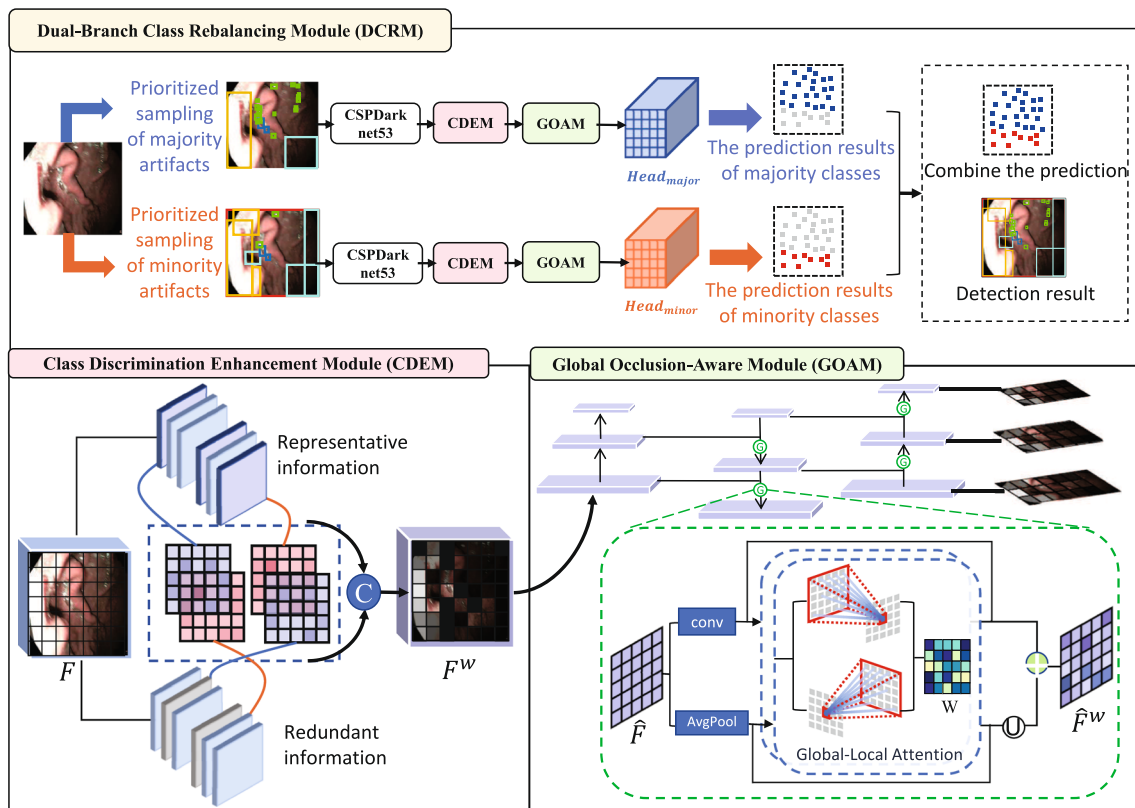 Dual-Branch Class Rebalancing Module (DCRM)
Prioritized
sampling
of majority
artifacts
CSPDark
net53
CDEM
GOAM
Head_major
The prediction results
of majority classes
Prioritized
sampling
of minority
artifacts
CSPDark
net53
CDEM
GOAM
Head_minor
The prediction results
of minority classes
Combine the prediction
Detection result
Class Discrimination Enhancement Module (CDEM)
Representative
information
F
C
F^W
Redundant
information
Global Occlusion-Aware Module (GOAM)
G
G
G
G
F̂
conv
AvgPool
W
Global-Local Attention
U
F̂^w